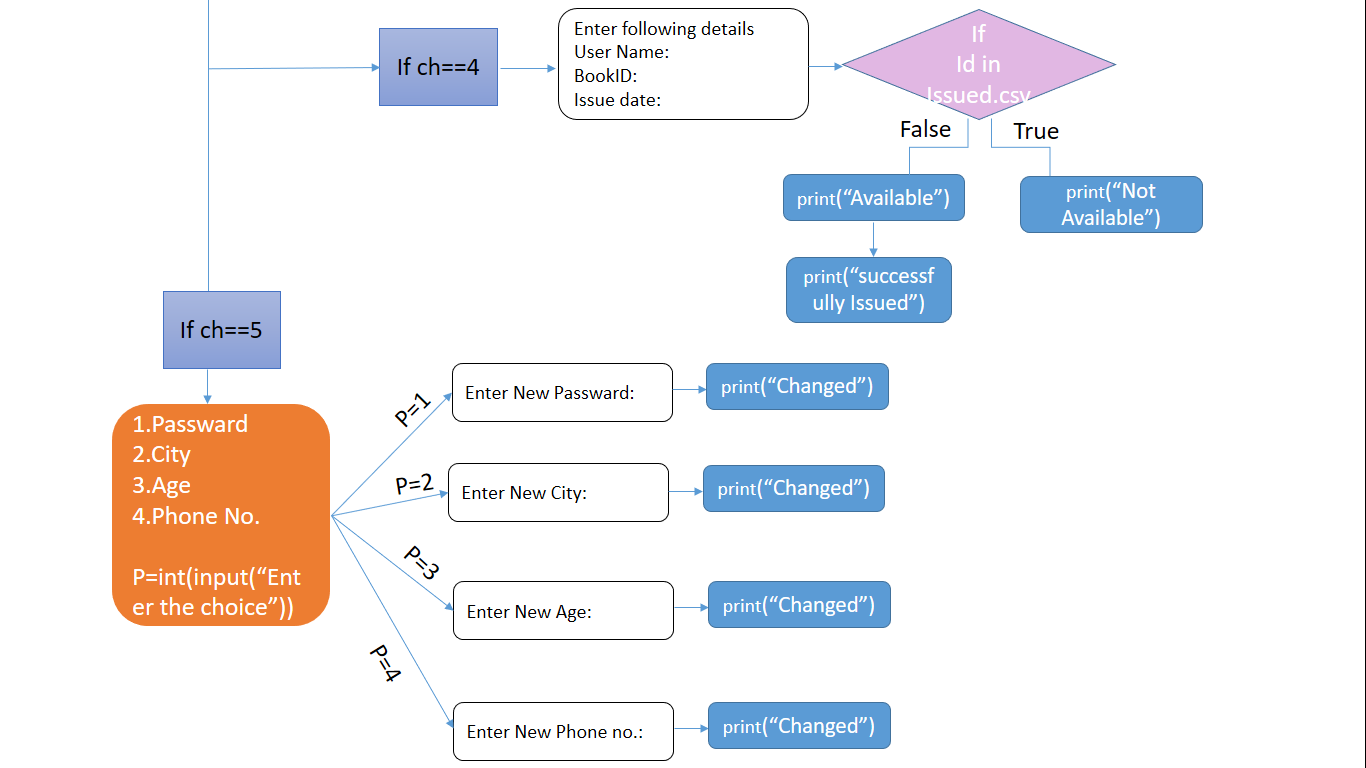 If ch==4
Enter following details
User Name:
BookID:
Issue date:
If
Id in
Issued.csv
False
True
print(“Available”)
print(“Not
Available”)
print(“successf
ully Issued”)
If ch==5
1.Passward
2.City
3.Age
4.Phone No.
P=int(input(“Ent
er the choice”))
P=1
Enter New Passward:
print(“Changed”)
P=2
Enter New City:
print(“Changed”)
P=3
Enter New Age:
print(“Changed”)
P=4
Enter New Phone no.:
print(“Changed”)